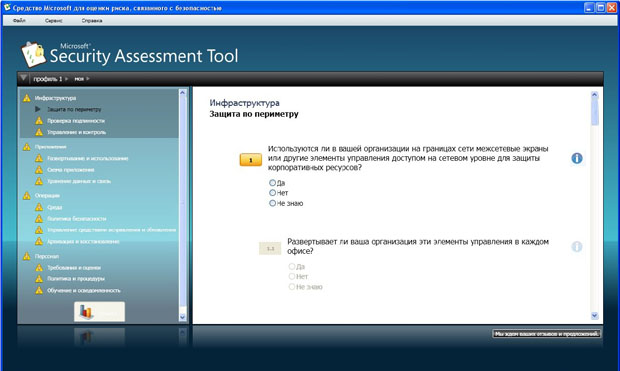 Средство Microsoft для оценки риска, связанного с безопасностью
Файл Сервис Справка
Microsoft®
Security Assessment Tool
профиль 1 моя
Инфраструктура
Защита по периметру
Проверка подлинности
Управление и контроль
Приложения
Развертывание и использование
Схема приложения
Хранение данных и связь
Операции
Среда
Политика безопасности
Управление средствами исправления и обновления
Архивация и восстановление
Персонал
Требования и оценки
Политика и процедуры
Обучение и осведомленность
Инфраструктура
Защита по периметру
1
Используются ли в вашей организации на границах сети межсетевые экраны
или другие элементы управления доступом на сетевом уровне для защиты
корпоративных ресурсов?
Да
Нет
Не знаю
1.1
Развертывает ли ваша организация эти элементы управления в каждом
офисе?
Да
Нет
Не знаю
Мы ждем ваших отзывов и предложений.